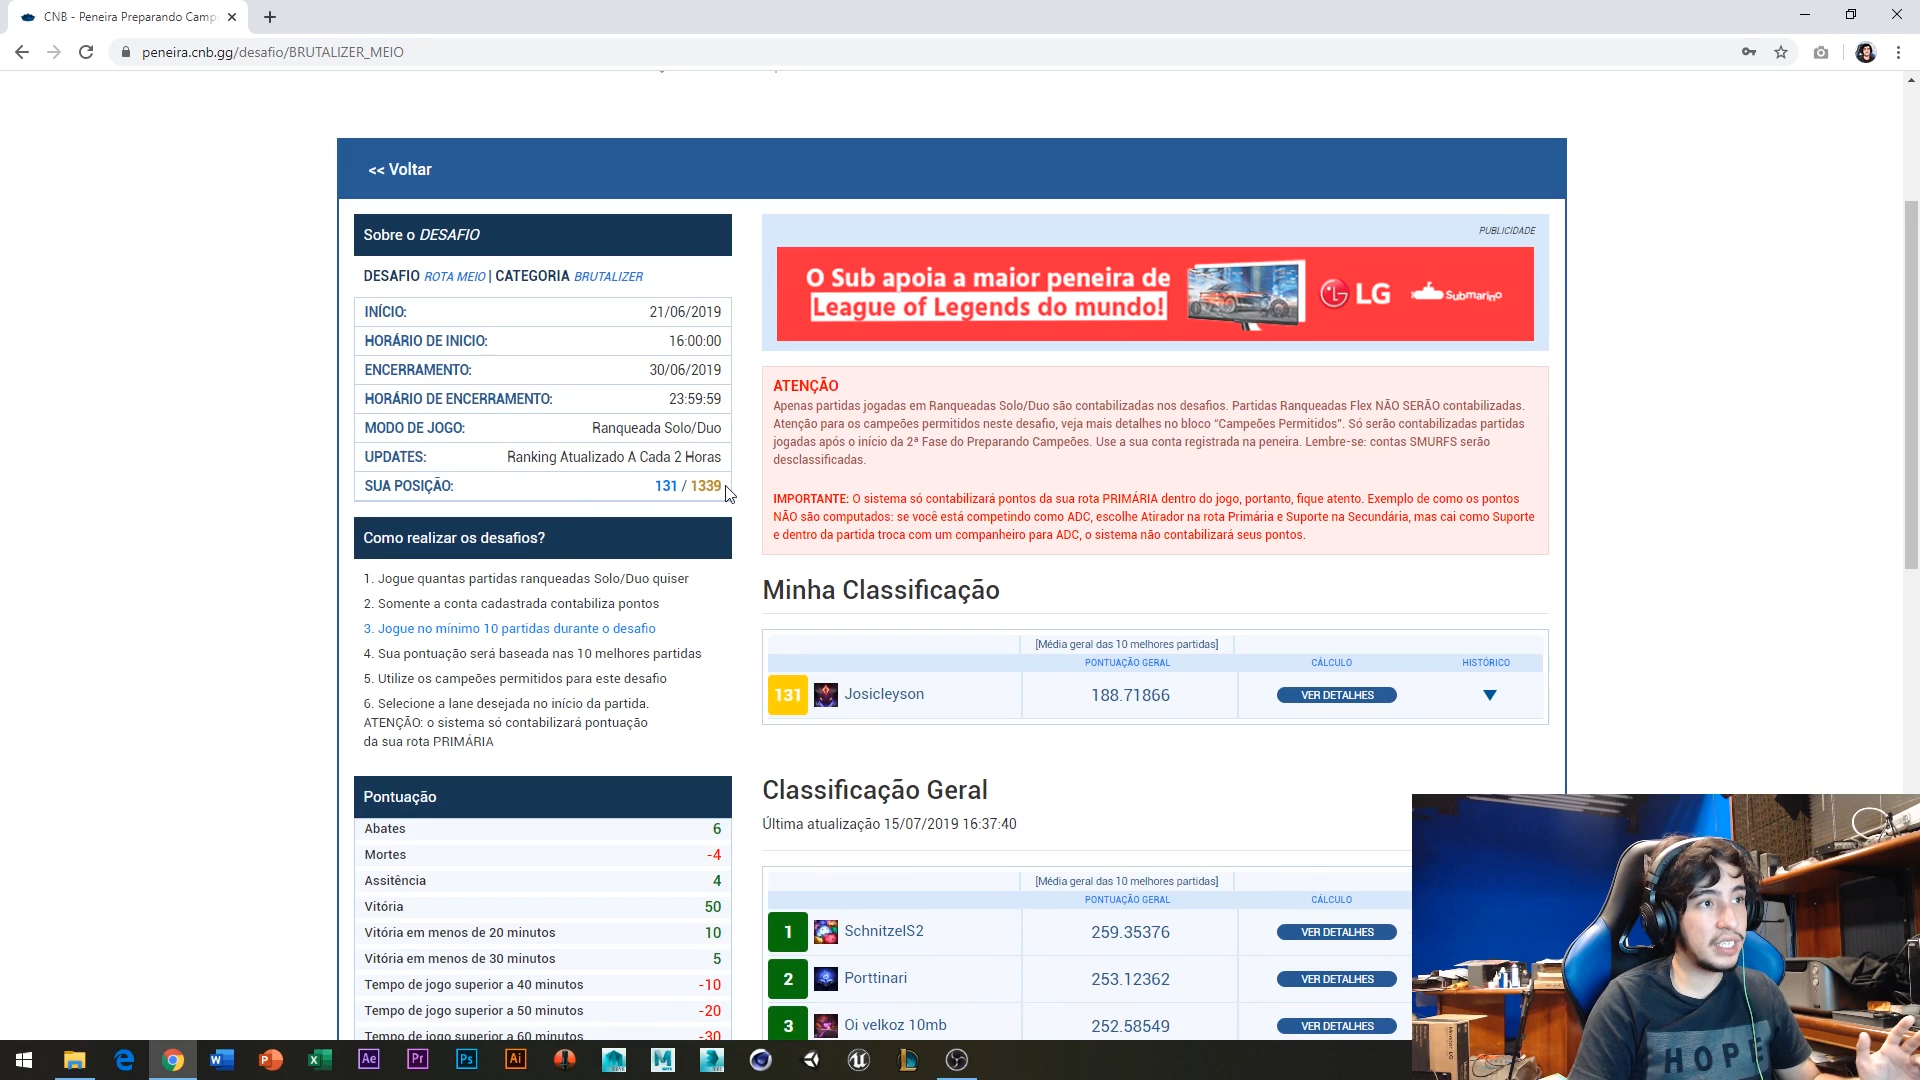 CNB - Peneira Preparando Camp
peneira.cnb.gg/desafio/BRUTALIZER_MEIO
<< Voltar
Sobre o DESAFIO
DESAFIO ROTA MEIO | CATEGORIA BRUTALIZER
INÍCIO: 21/06/2019
HORÁRIO DE INICIO: 16:00:00
ENCERRAMENTO: 30/06/2019
HORÁRIO DE ENCERRAMENTO: 23:59:59
MODO DE JOGO: Ranqueada Solo/Duo
UPDATES: Ranking Atualizado A Cada 2 Horas
SUA POSIÇÃO: 131 / 1339
Como realizar os desafios?
1. Jogue quantas partidas ranqueadas Solo/Duo quiser
2. Somente a conta cadastrada contabiliza pontos
3. Jogue no mínimo 10 partidas durante o desafio
4. Sua pontuação será baseada nas 10 melhores partidas
5. Utilize os campeões permitidos para este desafio
6. Selecione a lane desejada no início da partida.
ATENÇÃO: o sistema só contabilizará pontuação
da sua rota PRIMÁRIA
Pontuação
Abates 6
Mortes -4
Assitência 4
Vitória 50
Vitória em menos de 20 minutos 10
Vitória em menos de 30 minutos 5
Tempo de jogo superior a 40 minutos -10
Tempo de jogo superior a 50 minutos -20
Tempo de jogo superior a 60 minutos -30
PUBLICIDADE
O Sub apoia a maior peneira de
League of Legends do mundo!
LG
Submarino
ATENÇÃO
Apenas partidas jogadas em Ranqueadas Solo/Duo são contabilizadas nos desafios. Partidas Ranqueadas Flex NÃO SERÃO contabilizadas.
Atenção para os campeões permitidos neste desafio, veja mais detalhes no bloco "Campeões Permitidos". Só serão contabilizadas partidas
jogadas após o início da 2ª Fase do Preparando Campeões. Use a sua conta registrada na peneira. Lembre-se: contas SMURFS serão
desclassificadas.
IMPORTANTE: O sistema só contabilizará pontos da sua rota PRIMÁRIA dentro do jogo, portanto, fique atento. Exemplo de como os pontos
NÃO são computados: se você está competindo como ADC, escolhe Atirador na rota Primária e Suporte na Secundária, mas cai como Suporte
e dentro da partida troca com um companheiro para ADC, o sistema não contabilizará seus pontos.
Minha Classificação
[Média geral das 10 melhores partidas]
PONTUAÇÃO GERAL CÁLCULO HISTÓRICO
131 Josicleyson 188.71866 VER DETALHES
Classificação Geral
Última atualização 15/07/2019 16:37:40
[Média geral das 10 melhores partidas]
PONTUAÇÃO GERAL CÁLCULO
1 SchnitzelS2 259.35376 VER DETALHES
2 Porttinari 253.12362 VER DETALHES
3 Oi velkoz 10mb 252.58549 VER DETALHES
HOPE
Ae Pr Ps Ai